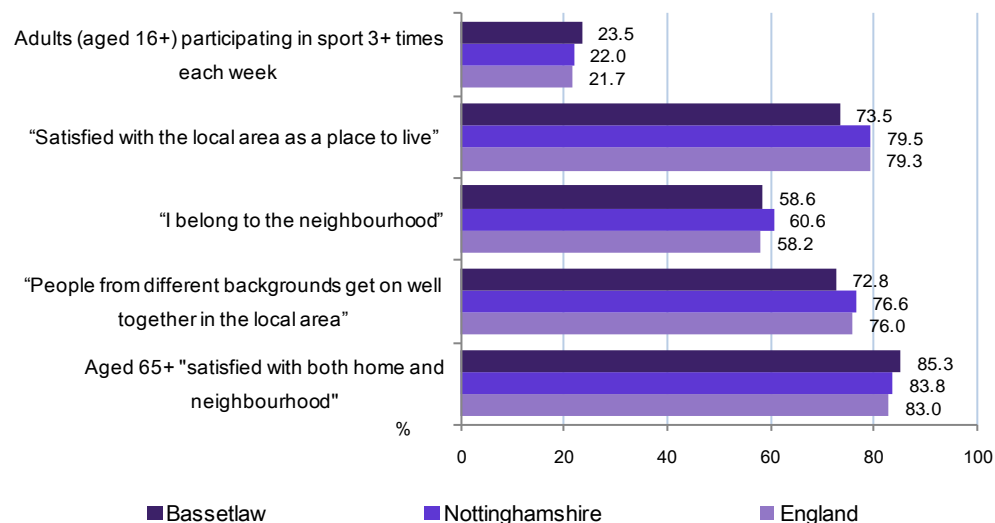 Adults (aged 16+) participating in sport 3+ times
each week
23.5
22.0
21.7
“Satisfied with the local area as a place to live”
73.5
79.5
79.3
“I belong to the neighbourhood”
58.6
60.6
58.2
“People from different backgrounds get on well
together in the local area”
72.8
76.6
76.0
Aged 65+ "satisfied with both home and
neighbourhood"
85.3
83.8
83.0
%
0 20 40 60 80 100
Bassetlaw Nottinghamshire England